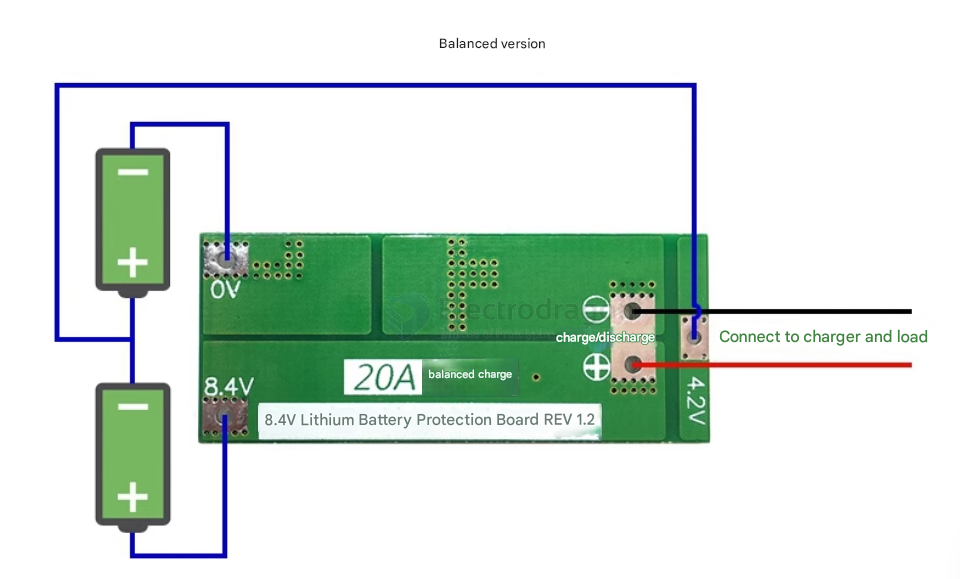 Balanced version
0V
Electrodragon
charge/discharge
Connect to charger and load
8.4V
20A balanced charge
4.2V
8.4V Lithium Battery Protection Board REV 1.2